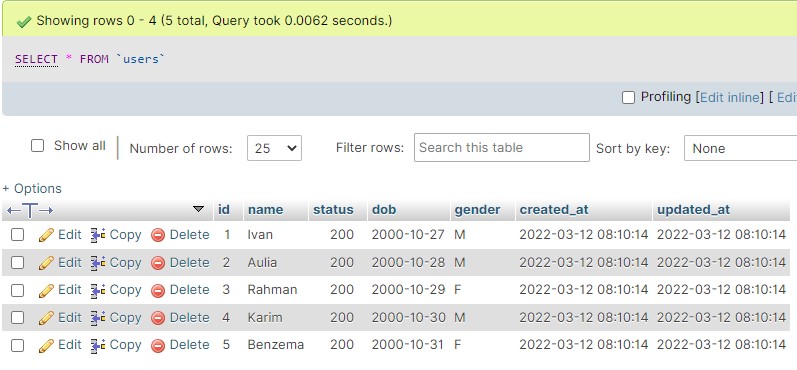 Showing rows 0 - 4 (5 total, Query took 0.0062 seconds.)
SELECT * FROM `users`
Profiling [Edit inline] [ Edi
Show all Number of rows: 25 Filter rows: Search this table Sort by key: None
+ Options
id name status dob gender created_at updated_at
Edit Copy Delete 1 Ivan 200 2000-10-27 M 2022-03-12 08:10:14 2022-03-12 08:10:14
Edit Copy Delete 2 Aulia 200 2000-10-28 M 2022-03-12 08:10:14 2022-03-12 08:10:14
Edit Copy Delete 3 Rahman 200 2000-10-29 F 2022-03-12 08:10:14 2022-03-12 08:10:14
Edit Copy Delete 4 Karim 200 2000-10-30 M 2022-03-12 08:10:14 2022-03-12 08:10:14
Edit Copy Delete 5 Benzema 200 2000-10-31 F 2022-03-12 08:10:14 2022-03-12 08:10:14